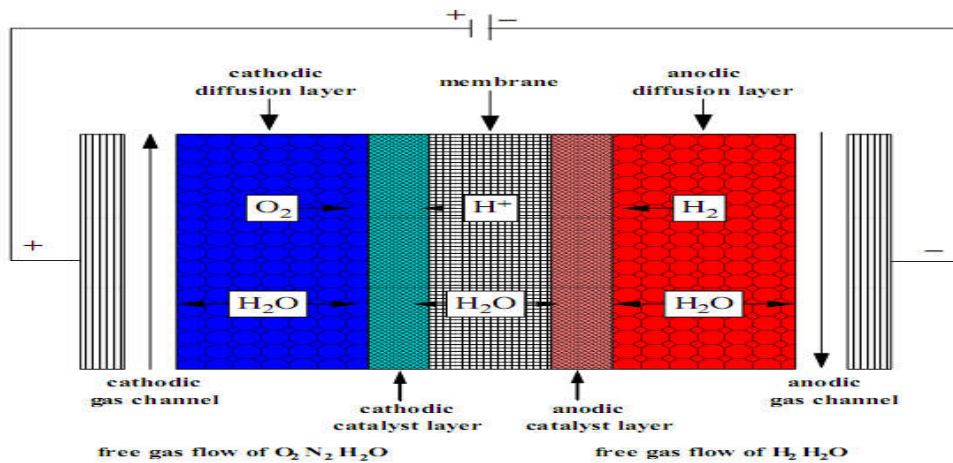 + −
cathodic
diffusion layer
membrane
anodic
diffusion layer
O₂
H⁺
H₂
+
−
H₂O
H₂O
H₂O
cathodic
gas channel
cathodic
catalyst layer
anodic
catalyst layer
anodic
gas channel
free gas flow of O₂ N₂ H₂O
free gas flow of H₂ H₂O